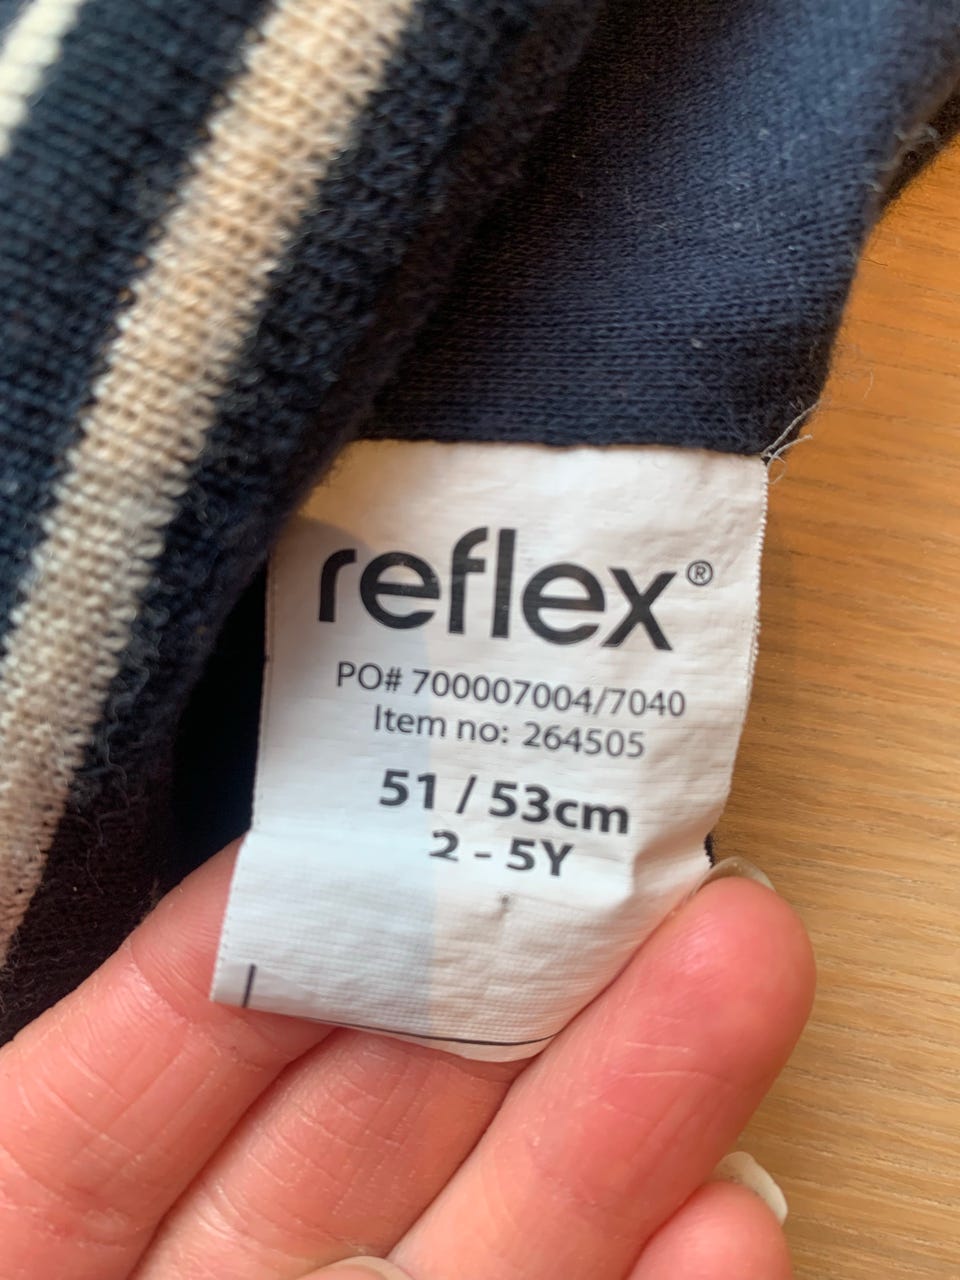 reflex®
PO# 700007004/7040
Item no: 264505
51 / 53cm
2 - 5Y